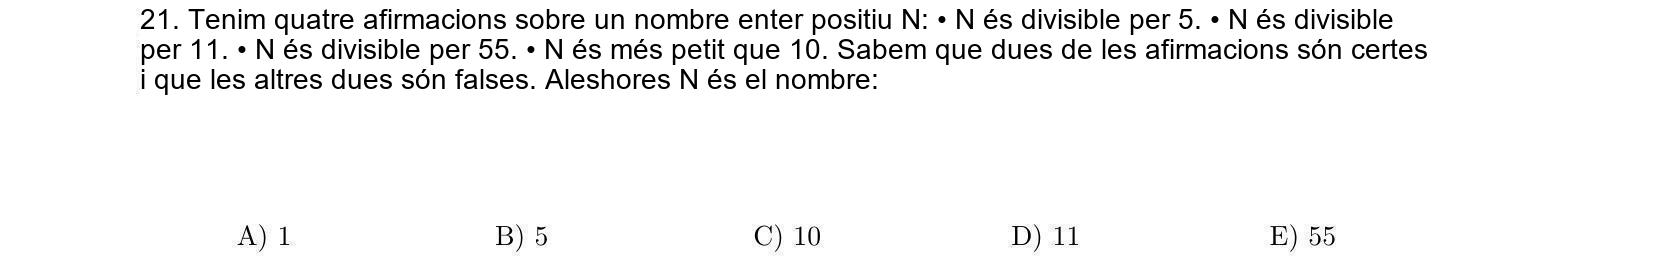 21. Tenim quatre afirmacions sobre un nombre enter positiu N: • N és divisible per 5. • N és divisible
per 11. • N és divisible per 55. • N és més petit que 10. Sabem que dues de les afirmacions són certes
i que les altres dues són falses. Aleshores N és el nombre:
A) 1 B) 5 C) 10 D) 11 E) 55